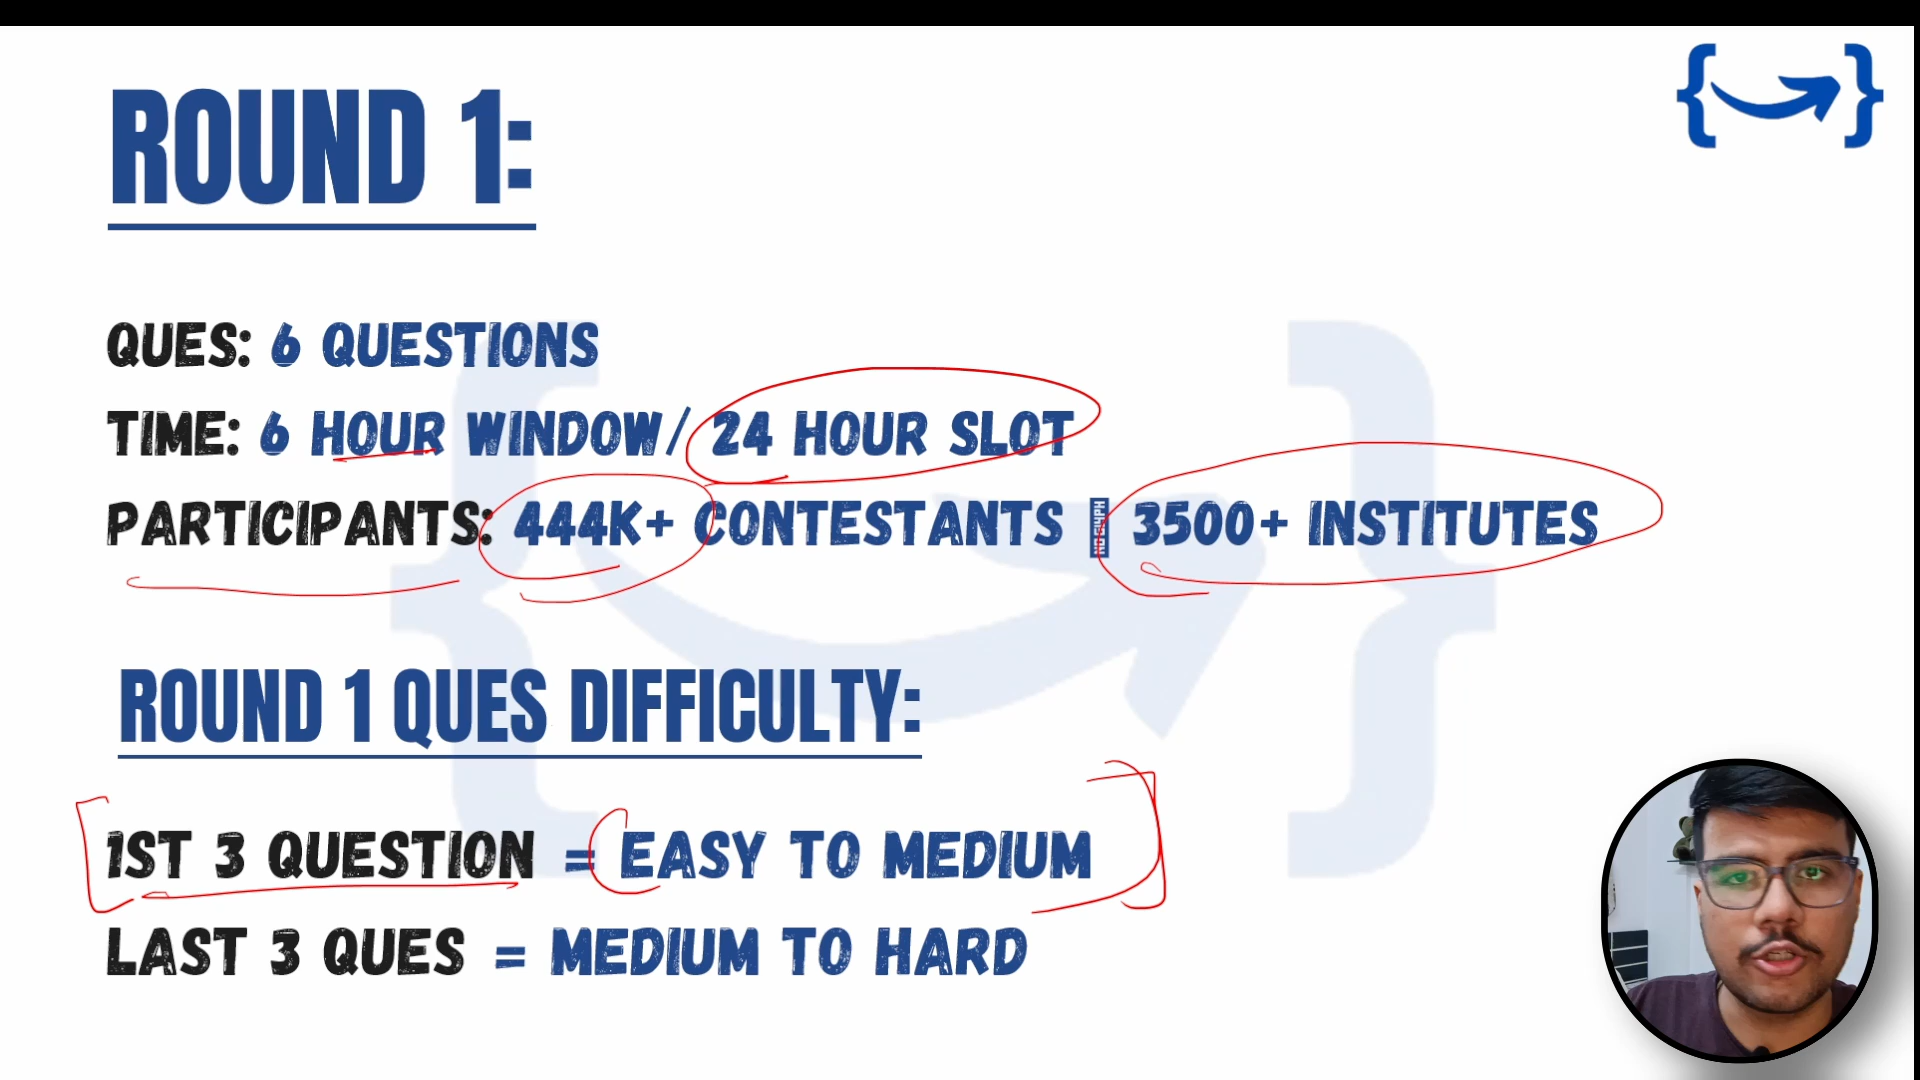 ROUND 1:
QUES: 6 QUESTIONS
TIME: 6 HOUR WINDOW/ 24 HOUR SLOT
PARTICIPANTS: 444K+ CONTESTANTS 3500+ INSTITUTES
ROUND 1 QUES DIFFICULTY:
1ST 3 QUESTION = EASY TO MEDIUM
LAST 3 QUES = MEDIUM TO HARD